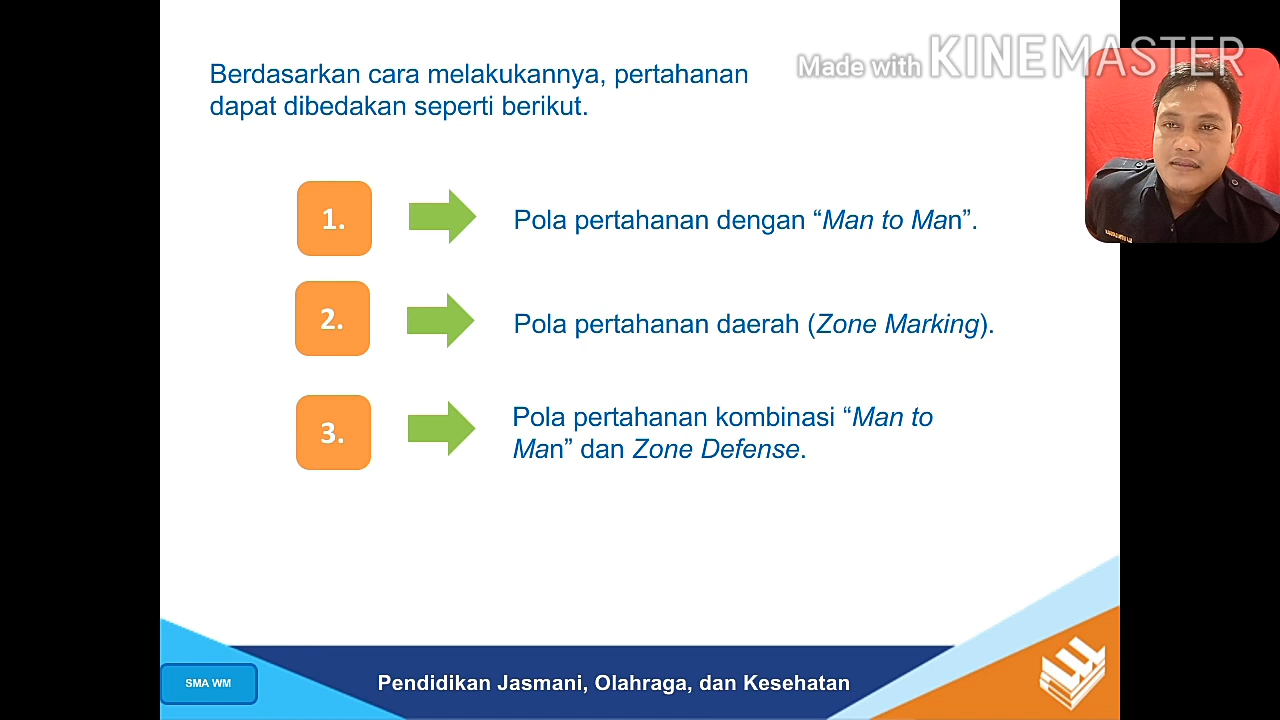 Berdasarkan cara melakukannya, pertahanan
dapat dibedakan seperti berikut.
Made with KINEMASTER
1.
Pola pertahanan dengan “Man to Man”.
2.
Pola pertahanan daerah (Zone Marking).
3.
Pola pertahanan kombinasi “Man to
Man” dan Zone Defense.
SMA WM
Pendidikan Jasmani, Olahraga, dan Kesehatan